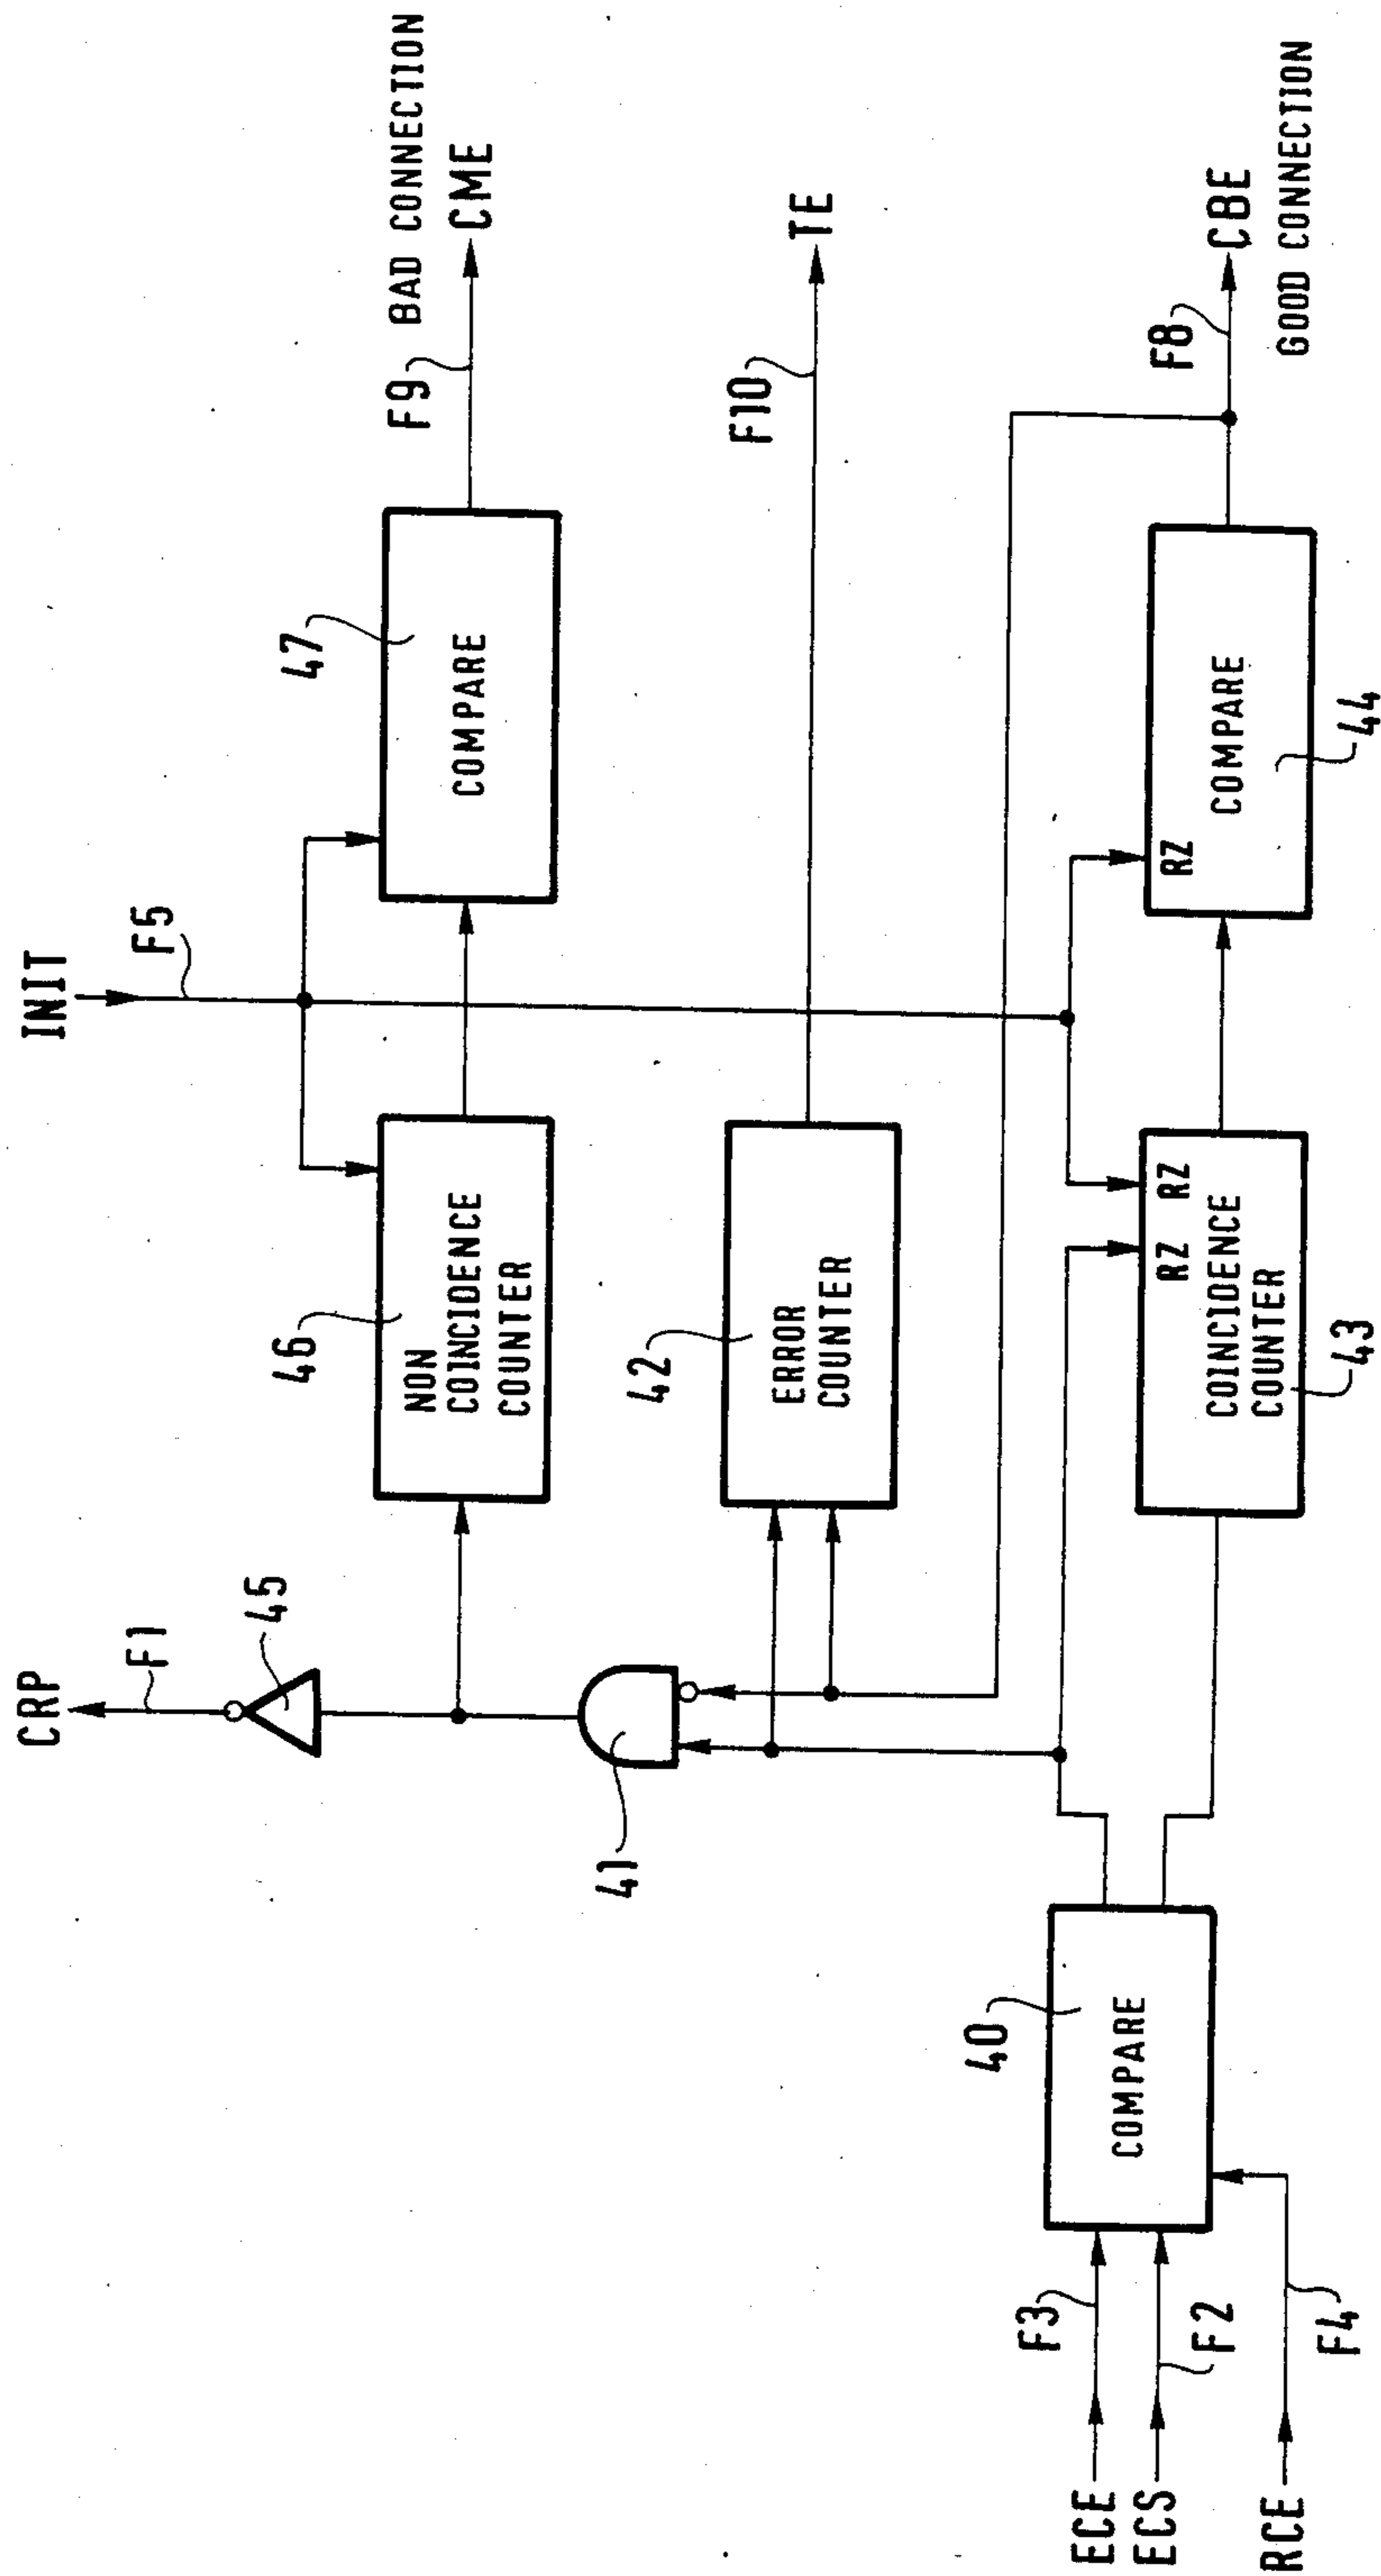 CRP
F1
45
INIT
F5
46
NON
COINCIDENCE
COUNTER
47
COMPARE
F9
BAD CONNECTION
CME
41
42
ERROR
COUNTER
F10
TE
40
COMPARE
ECE
F3
ECS
F2
RCE
F4
RZ
RZ
COINCIDENCE
COUNTER
43
RZ
COMPARE
44
F8
CBE
GOOD CONNECTION